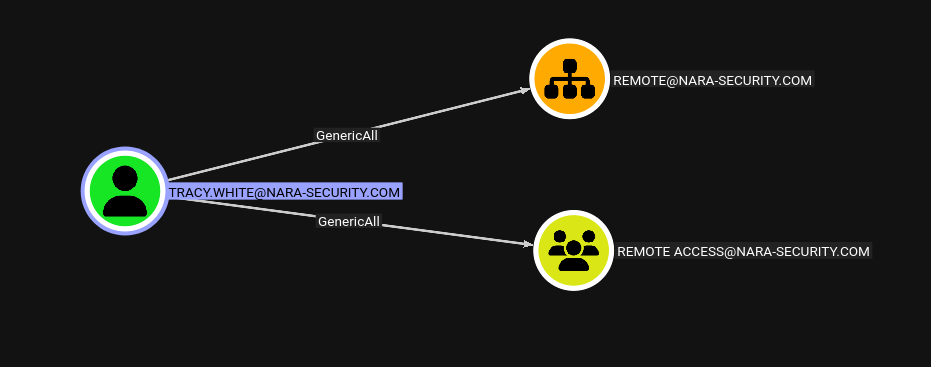 REMOTE@NARA-SECURITY.COM
GenericAll
TRACY.WHITE@NARA-SECURITY.COM
GenericAll
REMOTE ACCESS@NARA-SECURITY.COM